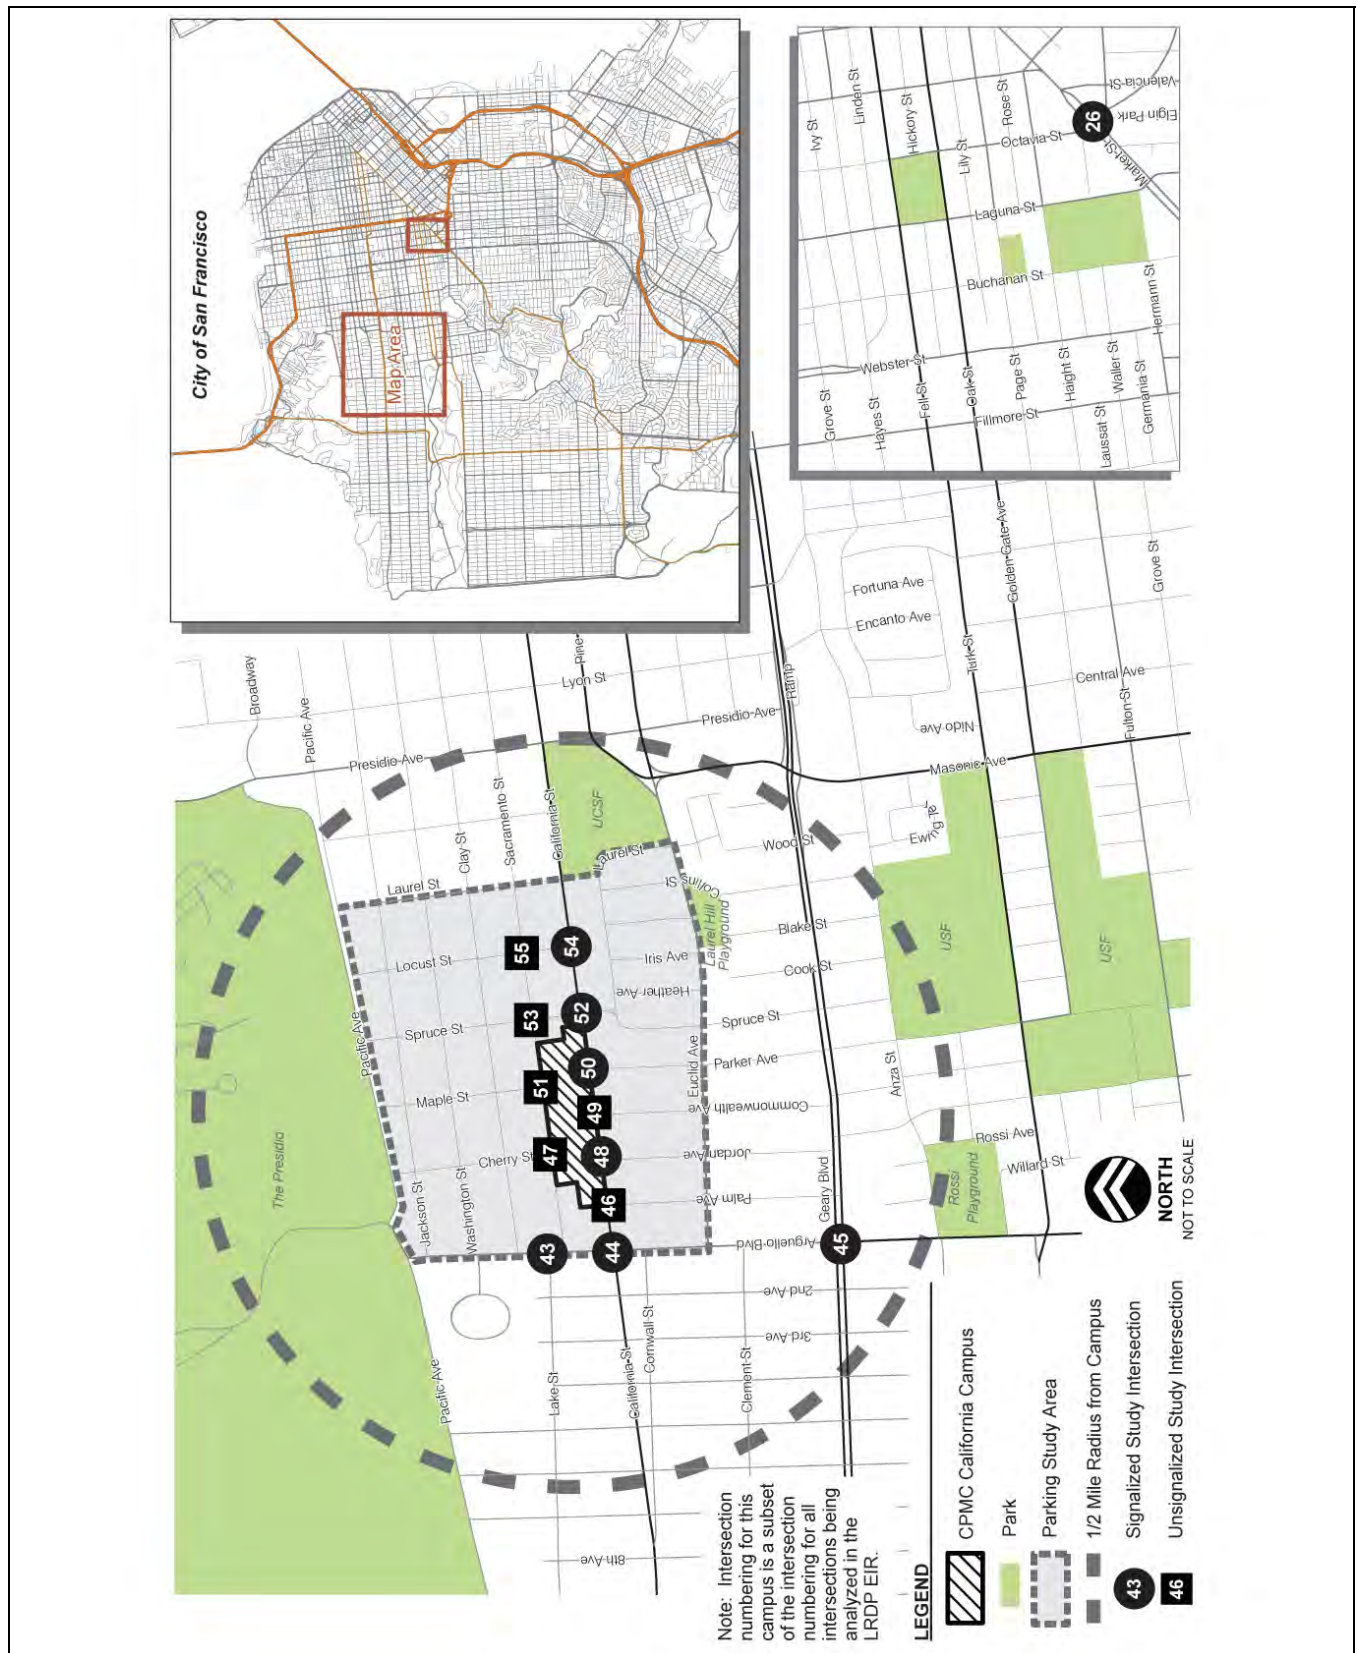 City of San Francisco
Map Area
Ivy St
Linden St
Hickory St
Lily St
Rose St
Octavia St
Valencia St
Elgin Park
Market St
26
Laguna St
Buchanan St
Webster St
Fillmore St
Grove St
Hayes St
Fell St
Oak St
Page St
Haight St
Laussat St
Waller St
Germania St
Hermann St
Broadway
Pacific Ave
Presidio Ave
Sacramento St
Clay St
Laurel St
California St
UCSF
Pine
Lyon St
Presidio Ave
Ramp
Fortuna Ave
Encanto Ave
Nido Ave
Turk St
Golden Gate Ave
Grove St
Central Ave
Fulton St
Masonic Ave
Ewing Ter
Wood St
Laurel St
Collins St
Laurel Hill
Playground
Blake St
Cook St
Iris Ave
Heather Ave
Spruce St
Parker Ave
Euclid Ave
Commonwealth Ave
Jordan Ave
Palm Ave
Anza St
USF
USF
Rossi Ave
Rossi
Playground
Willard St
Geary Blvd
Arguello Blvd
The Presidio
Pacific Ave
Locust St
Spruce St
Maple St
Cherry St
Jackson St
Washington St
55
54
53
52
51
50
49
48
47
46
43
44
45
2nd Ave
3rd Ave
8th Ave
Lake St
California St
Cornwall St
Clement St
Pacific Ave
NORTH
NOT TO SCALE
Note: Intersection
numbering for this
campus is a subset
of the intersection
numbering for all
intersections being
analyzed in the
LRDP EIR.
LEGEND
CPMC California Campus
Park
Parking Study Area
1/2 Mile Radius from Campus
43 Signalized Study Intersection
46 Unsignalized Study Intersection